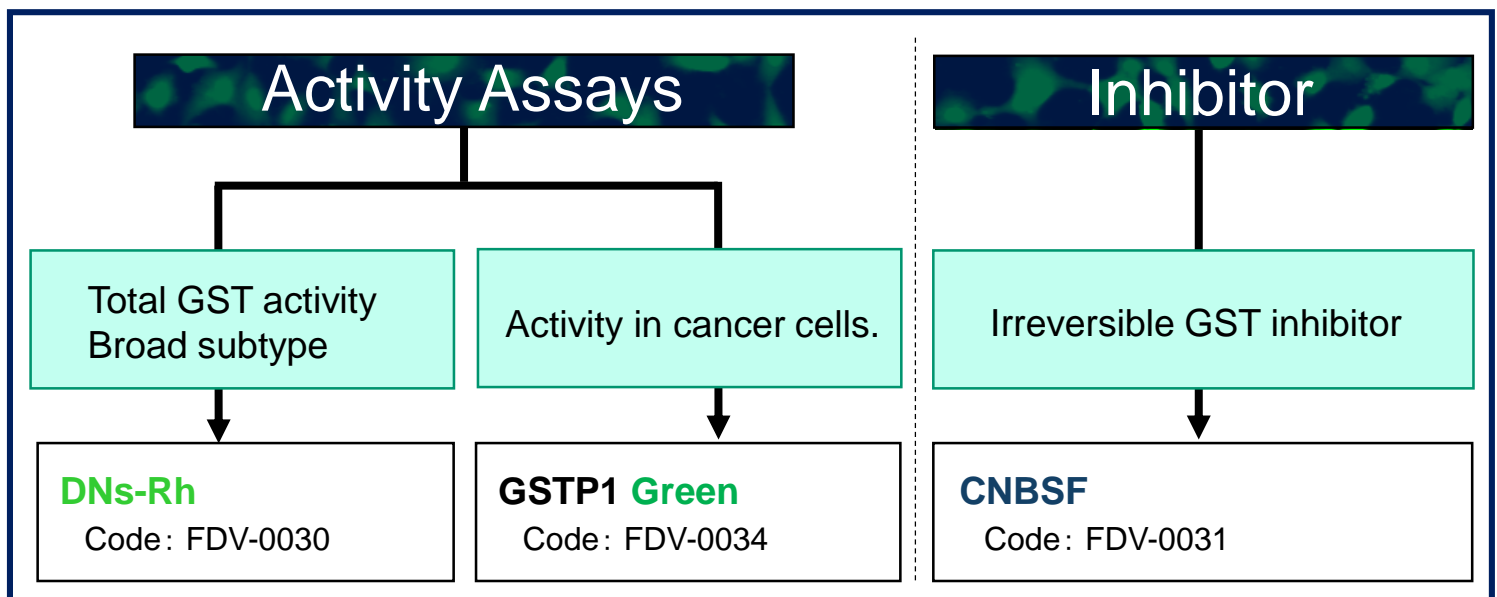 Activity Assays
Inhibitor
Total GST activity
Broad subtype
Activity in cancer cells.
Irreversible GST inhibitor
DNs-Rh
Code： FDV-0030
GSTP1 Green
Code： FDV-0034
CNBSF
Code： FDV-0031